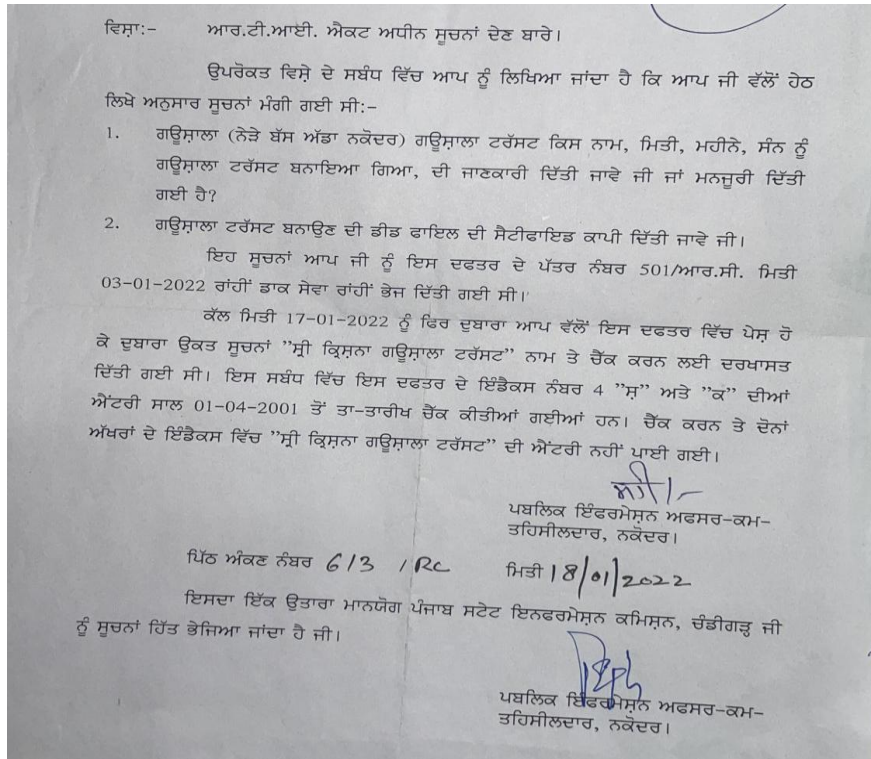 ਵਿਸ਼ਾ:- ਆਰ.ਟੀ.ਆਈ. ਐਕਟ ਅਧੀਨ ਸੂਚਨਾਂ ਦੇਣ ਬਾਰੇ।
ਉਪਰੋਕਤ ਵਿਸ਼ੇ ਦੇ ਸਬੰਧ ਵਿੱਚ ਆਪ ਨੂੰ ਲਿਖਿਆ ਜਾਂਦਾ ਹੈ ਕਿ ਆਪ ਜੀ ਵੱਲੋਂ ਹੇਠ
ਲਿਖੇ ਅਨੁਸਾਰ ਸੂਚਨਾਂ ਮੰਗੀ ਗਈ ਸੀ:-
1. ਗਊਸ਼ਾਲਾ (ਨੇੜੇ ਬੱਸ ਅੱਡਾ ਨਕੋਦਰ) ਗਊਸ਼ਾਲਾ ਟਰੱਸਟ ਕਿਸ ਨਾਮ, ਮਿਤੀ, ਮਹੀਨੇ, ਸੰਨ ਨੂੰ
ਗਊਸ਼ਾਲਾ ਟਰੱਸਟ ਬਨਾਇਆ ਗਿਆ, ਦੀ ਜਾਣਕਾਰੀ ਦਿੱਤੀ ਜਾਵੇ ਜੀ ਜਾਂ ਮਨਜੂਰੀ ਦਿੱਤੀ
ਗਈ ਹੈ?
2. ਗਊਸ਼ਾਲਾ ਟਰੱਸਟ ਬਨਾਉਣ ਦੀ ਡੀਡ ਫਾਇਲ ਦੀ ਸੈਟੀਫਾਇਡ ਕਾਪੀ ਦਿੱਤੀ ਜਾਵੇ ਜੀ।
ਇਹ ਸੂਚਨਾਂ ਆਪ ਜੀ ਨੂੰ ਇਸ ਦਫਤਰ ਦੇ ਪੱਤਰ ਨੰਬਰ 501/ਆਰ.ਸੀ. ਮਿਤੀ
03-01-2022 ਰਾਂਹੀਂ ਡਾਕ ਸੇਵਾ ਰਾਂਹੀਂ ਭੇਜ ਦਿੱਤੀ ਗਈ ਸੀ।
ਕੱਲ ਮਿਤੀ 17-01-2022 ਨੂੰ ਫਿਰ ਦੁਬਾਰਾ ਆਪ ਵੱਲੋਂ ਇਸ ਦਫਤਰ ਵਿੱਚ ਪੇਸ਼ ਹੋ
ਕੇ ਦੁਬਾਰਾ ਉਕਤ ਸੂਚਨਾਂ ”ਸ਼੍ਰੀ ਕ੍ਰਿਸ਼ਨਾ ਗਊਸ਼ਾਲਾ ਟਰੱਸਟ” ਨਾਮ ਤੇ ਚੈੱਕ ਕਰਨ ਲਈ ਦਰਖਾਸਤ
ਦਿੱਤੀ ਗਈ ਸੀ। ਇਸ ਸਬੰਧ ਵਿੱਚ ਇਸ ਦਫਤਰ ਦੇ ਇੰਡੈਕਸ ਨੰਬਰ 4 ”ਸ਼” ਅਤੇ ”ਕ” ਦੀਆਂ
ਐਂਟਰੀ ਸਾਲ 01-04-2001 ਤੋਂ ਤਾ-ਤਾਰੀਖ ਚੈੱਕ ਕੀਤੀਆਂ ਗਈਆਂ ਹਨ। ਚੈੱਕ ਕਰਨ ਤੇ ਦੋਨਾਂ
ਅੱਖਰਾਂ ਦੇ ਇੰਡੈਕਸ ਵਿੱਚ ”ਸ਼੍ਰੀ ਕ੍ਰਿਸ਼ਨਾ ਗਊਸ਼ਾਲਾ ਟਰੱਸਟ” ਦੀ ਐਂਟਰੀ ਨਹੀਂ ਪਾਈ ਗਈ।
ਪਬਲਿਕ ਇੰਫਰਮੇਸ਼ਨ ਅਫਸਰ-ਕਮ-
ਤਹਿਸੀਲਦਾਰ, ਨਕੋਦਰ।
ਪਿੱਠ ਅੰਕਣ ਨੰਬਰ 613 /RC ਮਿਤੀ 18/01/2022
ਇਸਦਾ ਇੱਕ ਉਤਾਰਾ ਮਾਨਯੋਗ ਪੰਜਾਬ ਸਟੇਟ ਇਨਫਰਮੇਸ਼ਨ ਕਮਿਸ਼ਨ, ਚੰਡੀਗੜ੍ਹ ਜੀ
ਨੂੰ ਸੂਚਨਾਂ ਹਿੱਤ ਭੇਜਿਆ ਜਾਂਦਾ ਹੈ ਜੀ।
ਪਬਲਿਕ ਇੰਫਰਮੇਸ਼ਨ ਅਫਸਰ-ਕਮ-
ਤਹਿਸੀਲਦਾਰ, ਨਕੋਦਰ।